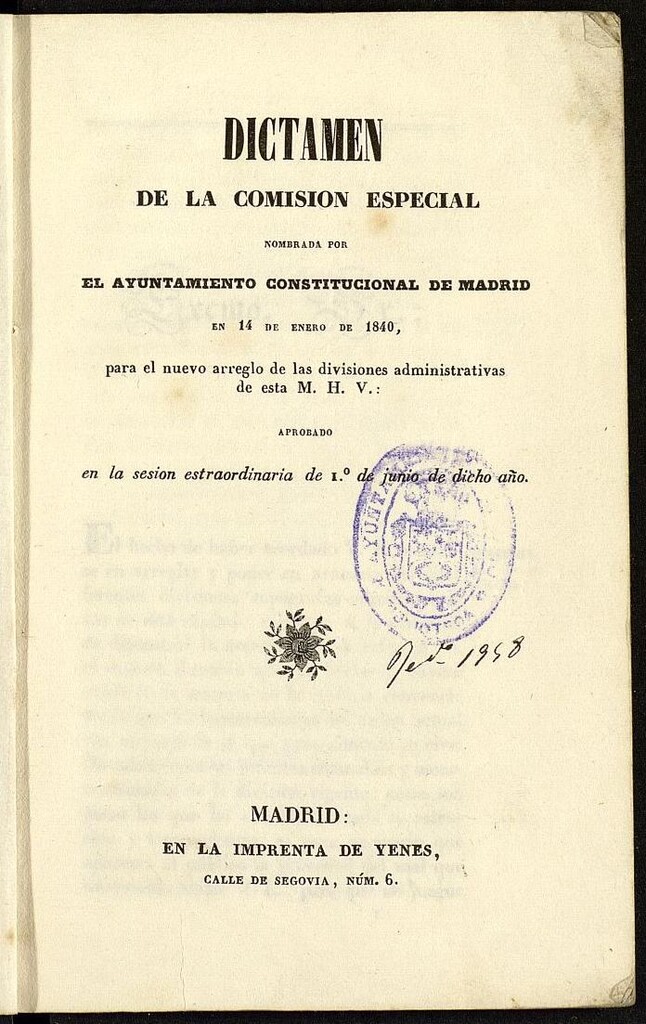 DICTAMEN
DE LA COMISION ESPECIAL
NOMBRADA POR
EL AYUNTAMIENTO CONSTITUCIONAL DE MADRID
EN 14 DE ENERO DE 1840,
para el nuevo arreglo de las divisiones administrativas
de esta M. H. V.:
APROBADO
en la sesion estraordinaria de 1.º de junio de dicho año.
1958
MADRID:
EN LA IMPRENTA DE YENES,
CALLE DE SEGOVIA, NÚM. 6.